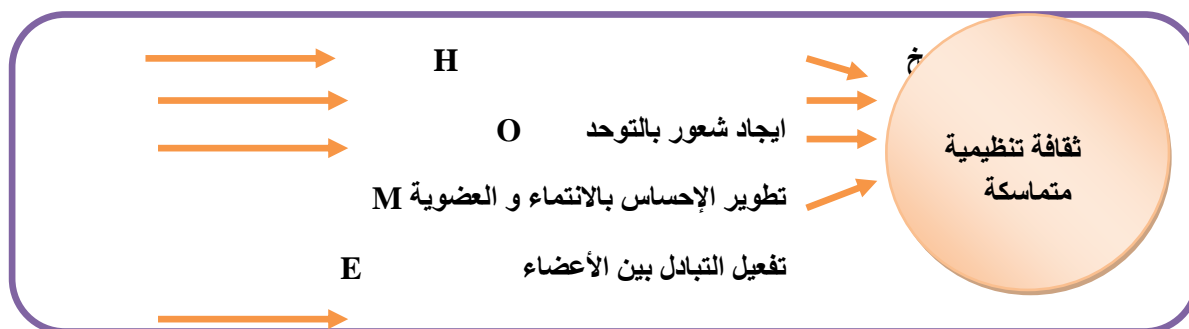 H
ايجاد شعور بالتوحد O
تطوير الإحساس بالانتماء و العضوية M
تفعيل التبادل بين الأعضاء E
ثقافة تنظيمية
متماسكة